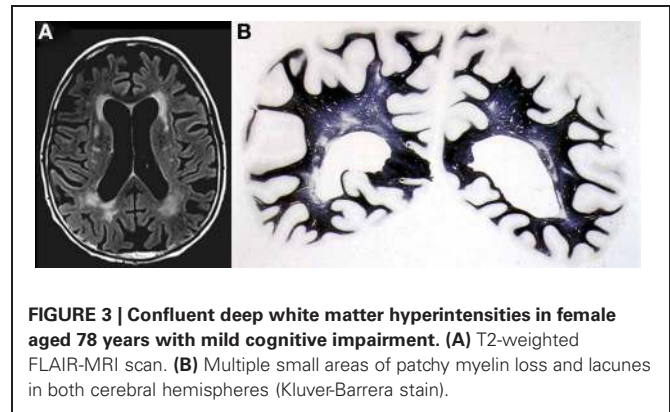 A B
FIGURE 3 | Confluent deep white matter hyperintensities in female
aged 78 years with mild cognitive impairment. (A) T2-weighted
FLAIR-MRI scan. (B) Multiple small areas of patchy myelin loss and lacunes
in both cerebral hemispheres (Kluver-Barrera stain).